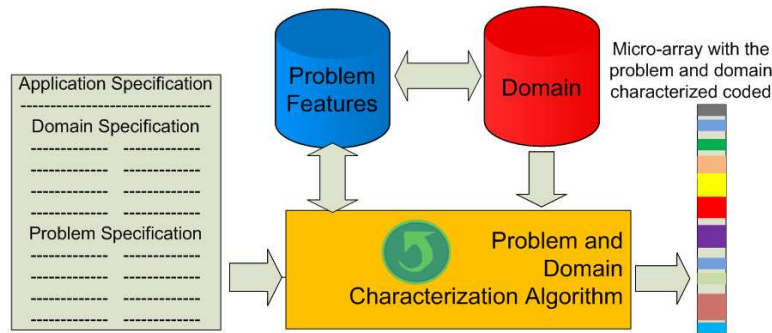 Application Specification
Domain Specification
Problem Specification
Problem
Features
Domain
Micro-array with the
problem and domain
characterized coded
Problem and
Domain
Characterization Algorithm